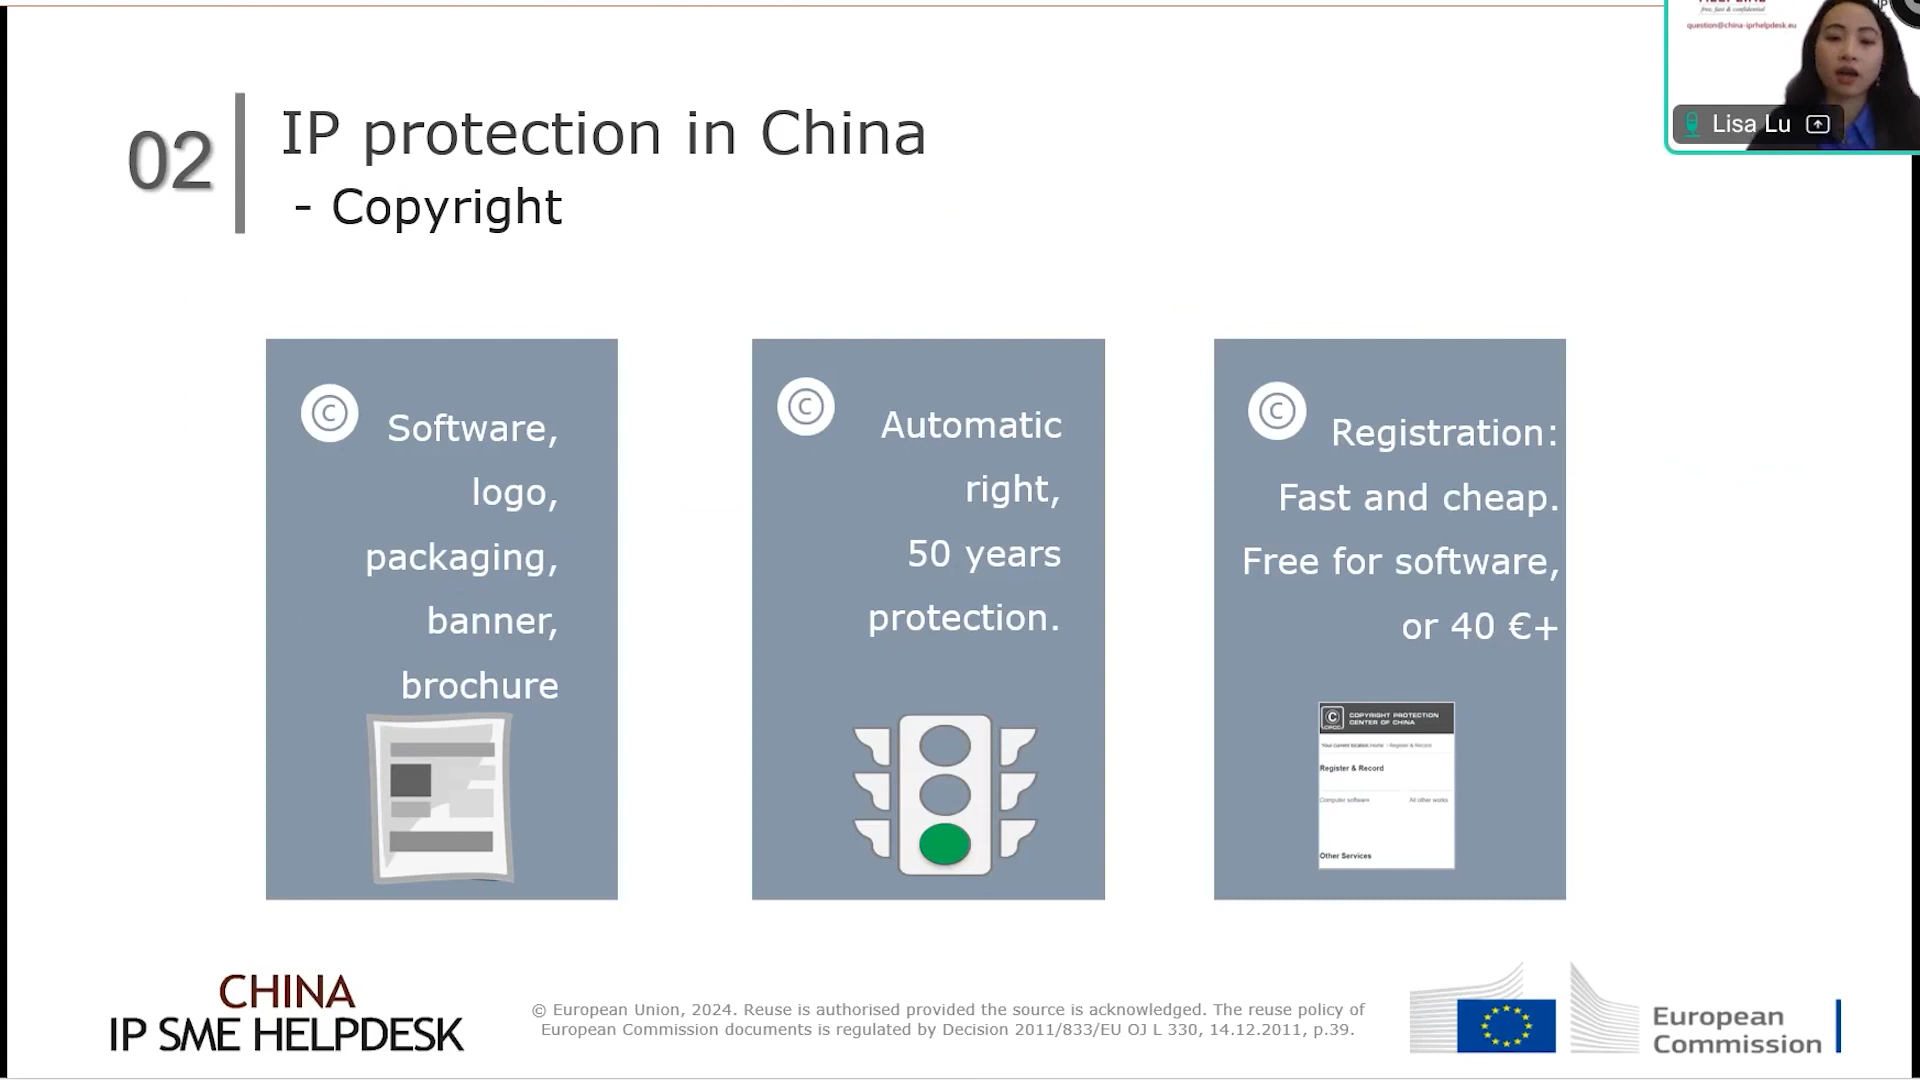 free, fast & confidential
question@china-iprhelpdesk.eu
Lisa Lu
02
IP protection in China
- Copyright
©
Software,
logo,
packaging,
banner,
brochure
©
Automatic
right,
50 years
protection.
©
Registration:
Fast and cheap.
Free for software,
or 40 €+
COPYRIGHT PROTECTION
CENTER OF CHINA
Your current location: Home > Register & Record
Register & Record
Computer software All other works
Other Services
CHINA
IP SME HELPDESK
© European Union, 2024. Reuse is authorised provided the source is acknowledged. The reuse policy of
European Commission documents is regulated by Decision 2011/833/EU OJ L 330, 14.12.2011, p.39.
European
Commission